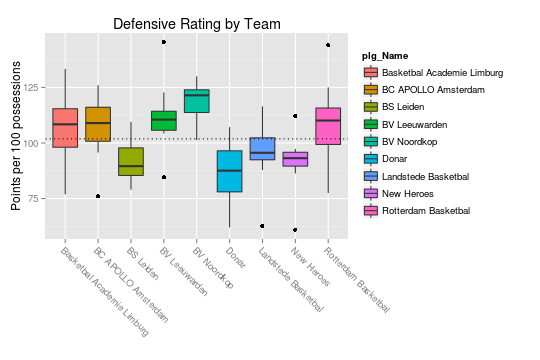 Defensive Rating by Team
Points per 100 possessions
125
100
75
Basketbal Academie Limburg
BC APOLLO Amsterdam
BS Leiden
BV Leeuwarden
BV Noordkop
Donar
Landstede Basketbal
New Heroes
Rotterdam Basketbal
plg_Name
Basketbal Academie Limburg
BC APOLLO Amsterdam
BS Leiden
BV Leeuwarden
BV Noordkop
Donar
Landstede Basketbal
New Heroes
Rotterdam Basketbal